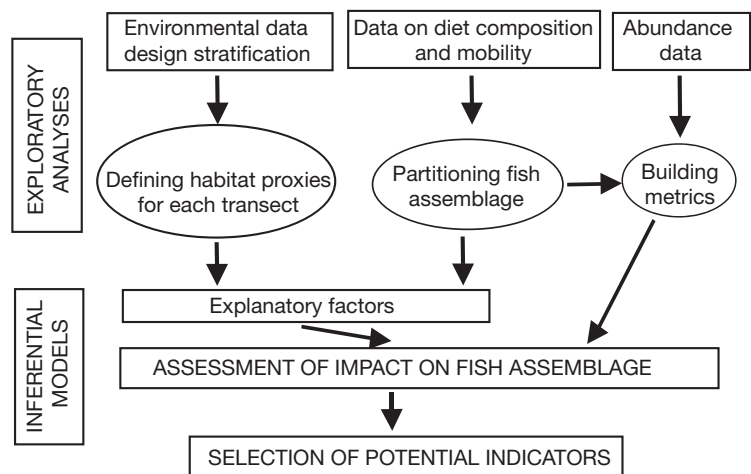 EXPLORATORY
ANALYSES
Environmental data
design stratification
Data on diet composition
and mobility
Abundance
data
Defining habitat proxies
for each transect
Partitioning fish
assemblage
Building
metrics
INFERENTIAL
MODELS
Explanatory factors
ASSESSMENT OF IMPACT ON FISH ASSEMBLAGE
SELECTION OF POTENTIAL INDICATORS